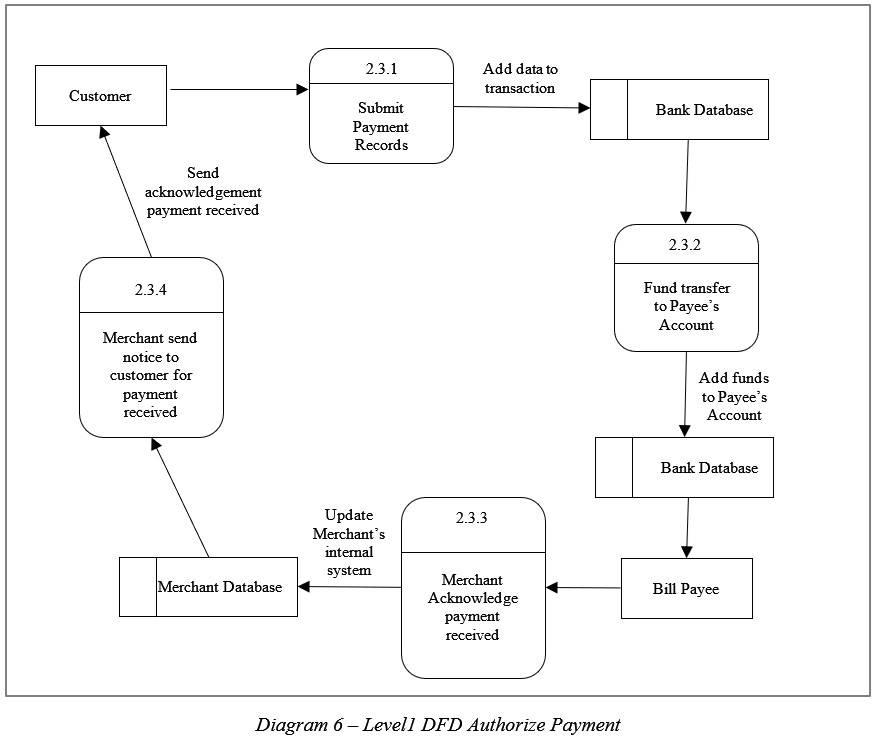 Customer
2.3.1
Submit
Payment
Records
Add data to
transaction
Bank Database
2.3.2
Fund transfer
to Payee's
Account
Add funds
to Payee's
Account
Bank Database
Bill Payee
2.3.3
Merchant
Acknowledge
payment
received
Update
Merchant's
internal
system
Merchant Database
2.3.4
Merchant send
notice to
customer for
payment
received
Send
acknowledgement
payment received
Diagram 6 – Level1 DFD Authorize Payment